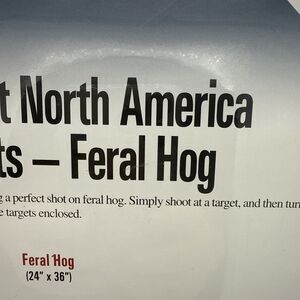 t North America
ts – Feral Hog
g a perfect shot on feral hog. Simply shoot at a target, and then turn
e targets enclosed.
Feral Hog
(24" x 36")